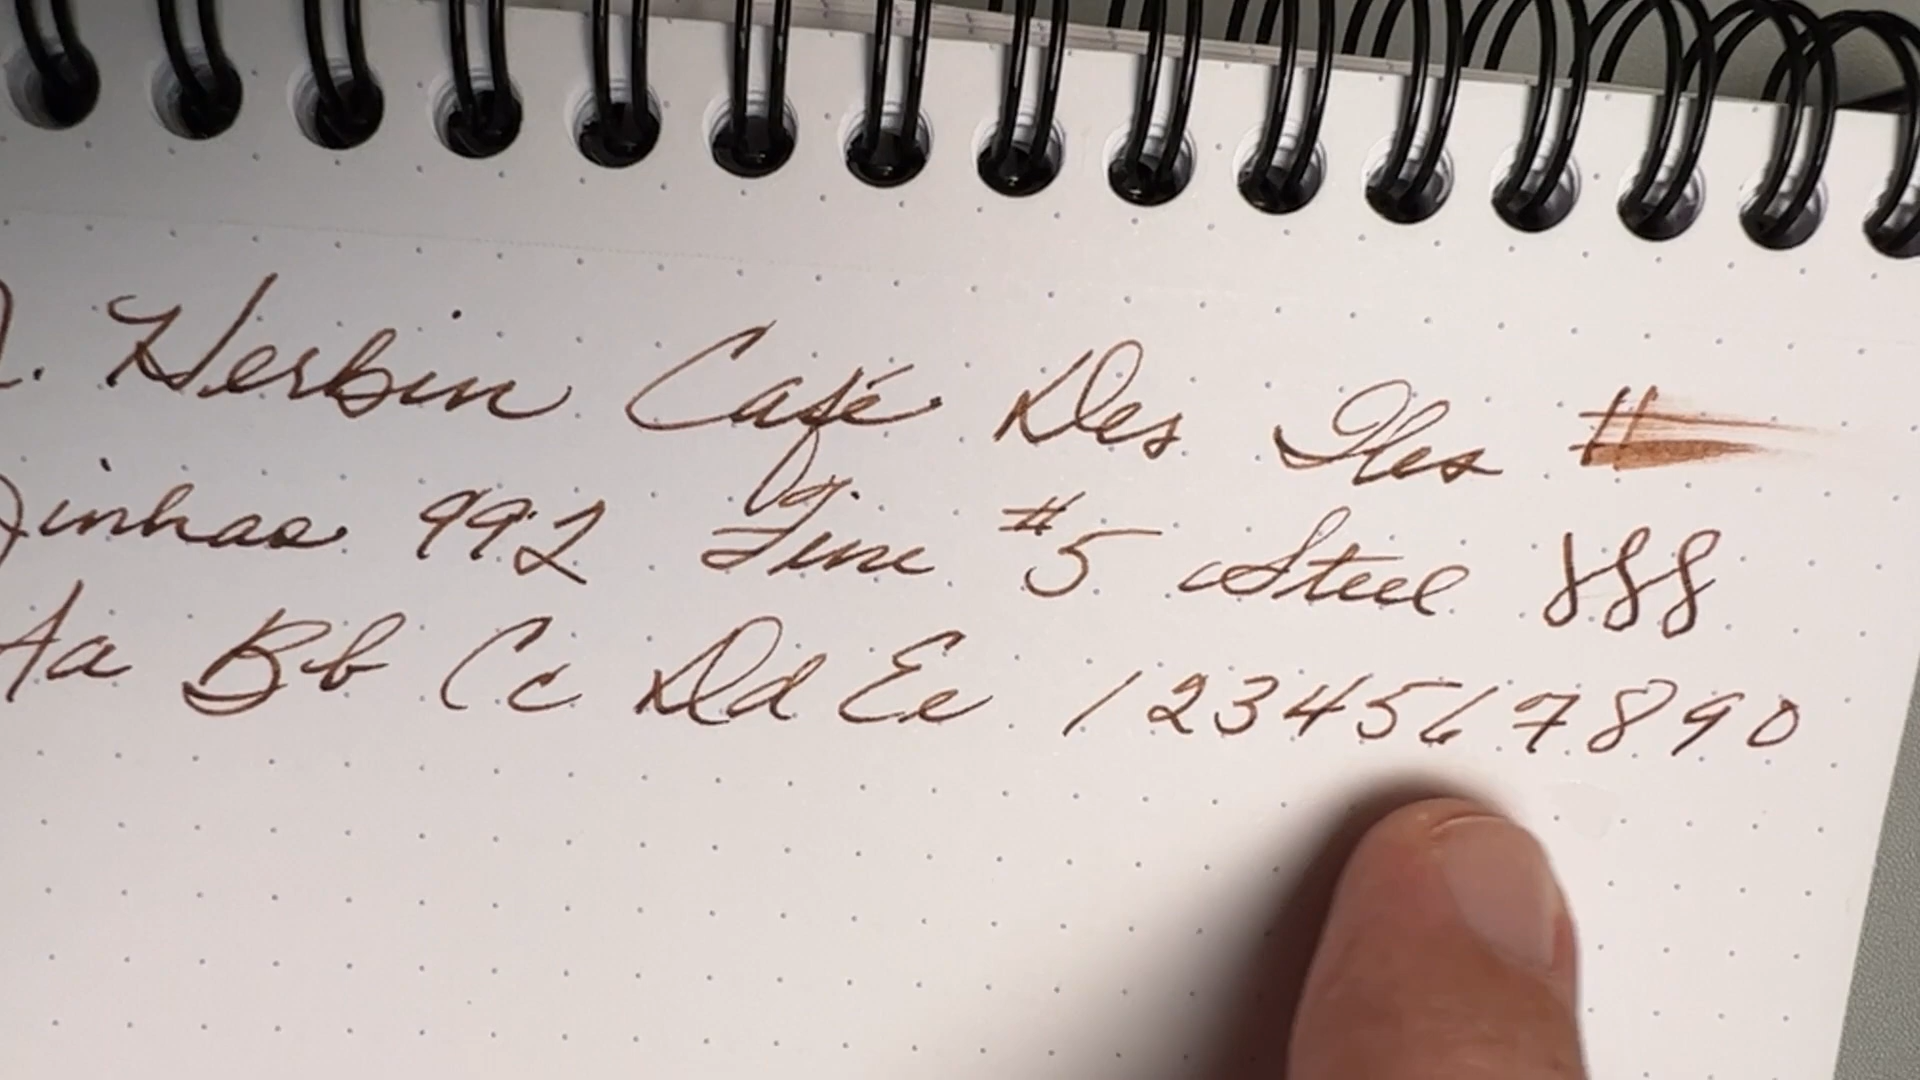 J. Herbin Café Des Iles #
Jinhao 992 Fine #5 Steel 888
Aa Bb Cc Dd Ee 1234567890